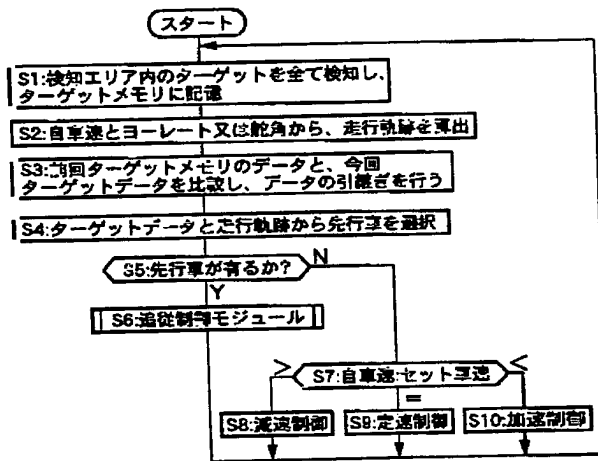 スタート
S1:検知エリア内のターゲットを全て検知し、
ターゲットメモリに記憶
S2:自車速とヨーレート又は舵角から、走行軌跡を算出
S3:前回ターゲットメモリのデータと、今回
ターゲットデータを比較し、データの引継ぎを行う
S4:ターゲットデータと走行軌跡から先行車を選択
S5:先行車が有るか?
N
Y
S6:追従制御モジュール
> S7:自車速:セット車速 <
=
S8:減速制御 S9:定速制御 S10:加速制御